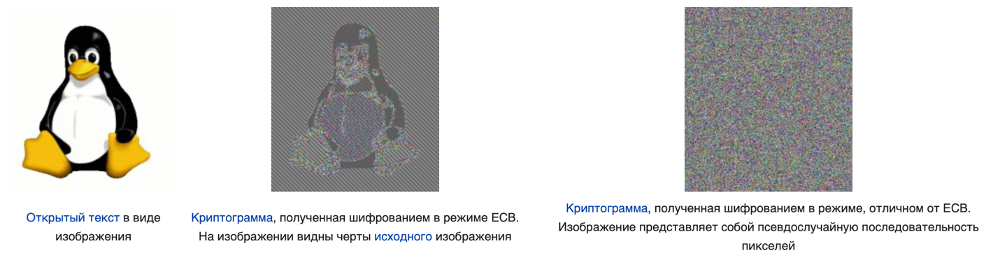 Открытый текст в виде
изображения
Криптограмма, полученная шифрованием в режиме ECB.
На изображении видны черты исходного изображения
Криптограмма, полученная шифрованием в режиме, отличном от ECB.
Изображение представляет собой псевдослучайную последовательность
пикселей